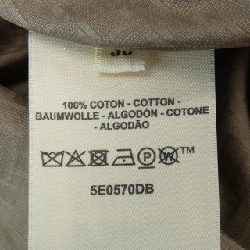 100% COTON - COTTON -
BAUMWOLLE - ALGODÓN - COTONE
- ALGODÃO
TM
5E0570DB